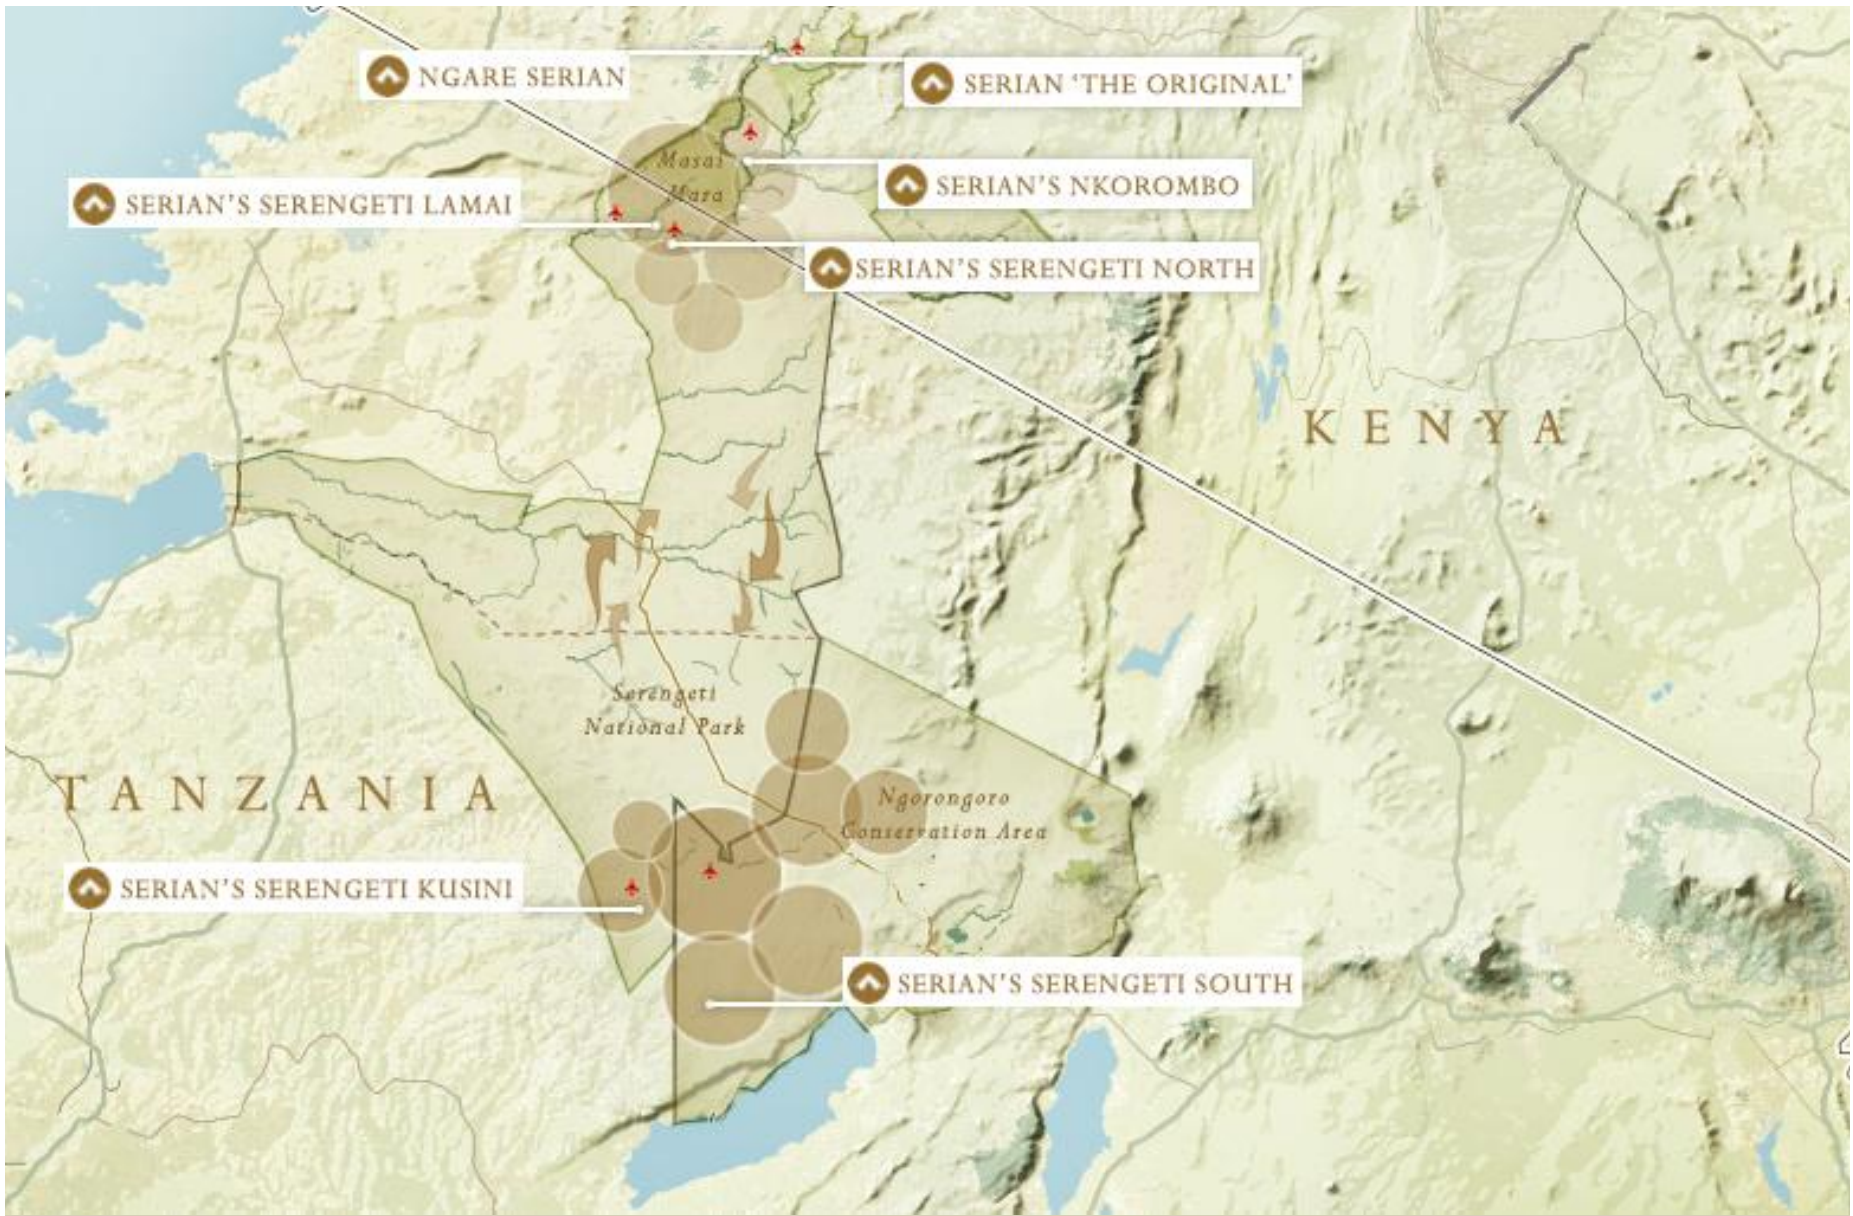 NGARE SERIAN
SERIAN 'THE ORIGINAL'
Masai
Mara
SERIAN'S NKOROMBO
SERIAN'S SERENGETI LAMAI
SERIAN'S SERENGETI NORTH
KENYA
Serengeti
National Park
TANZANIA
Ngorongoro
Conservation Area
SERIAN'S SERENGETI KUSINI
SERIAN'S SERENGETI SOUTH